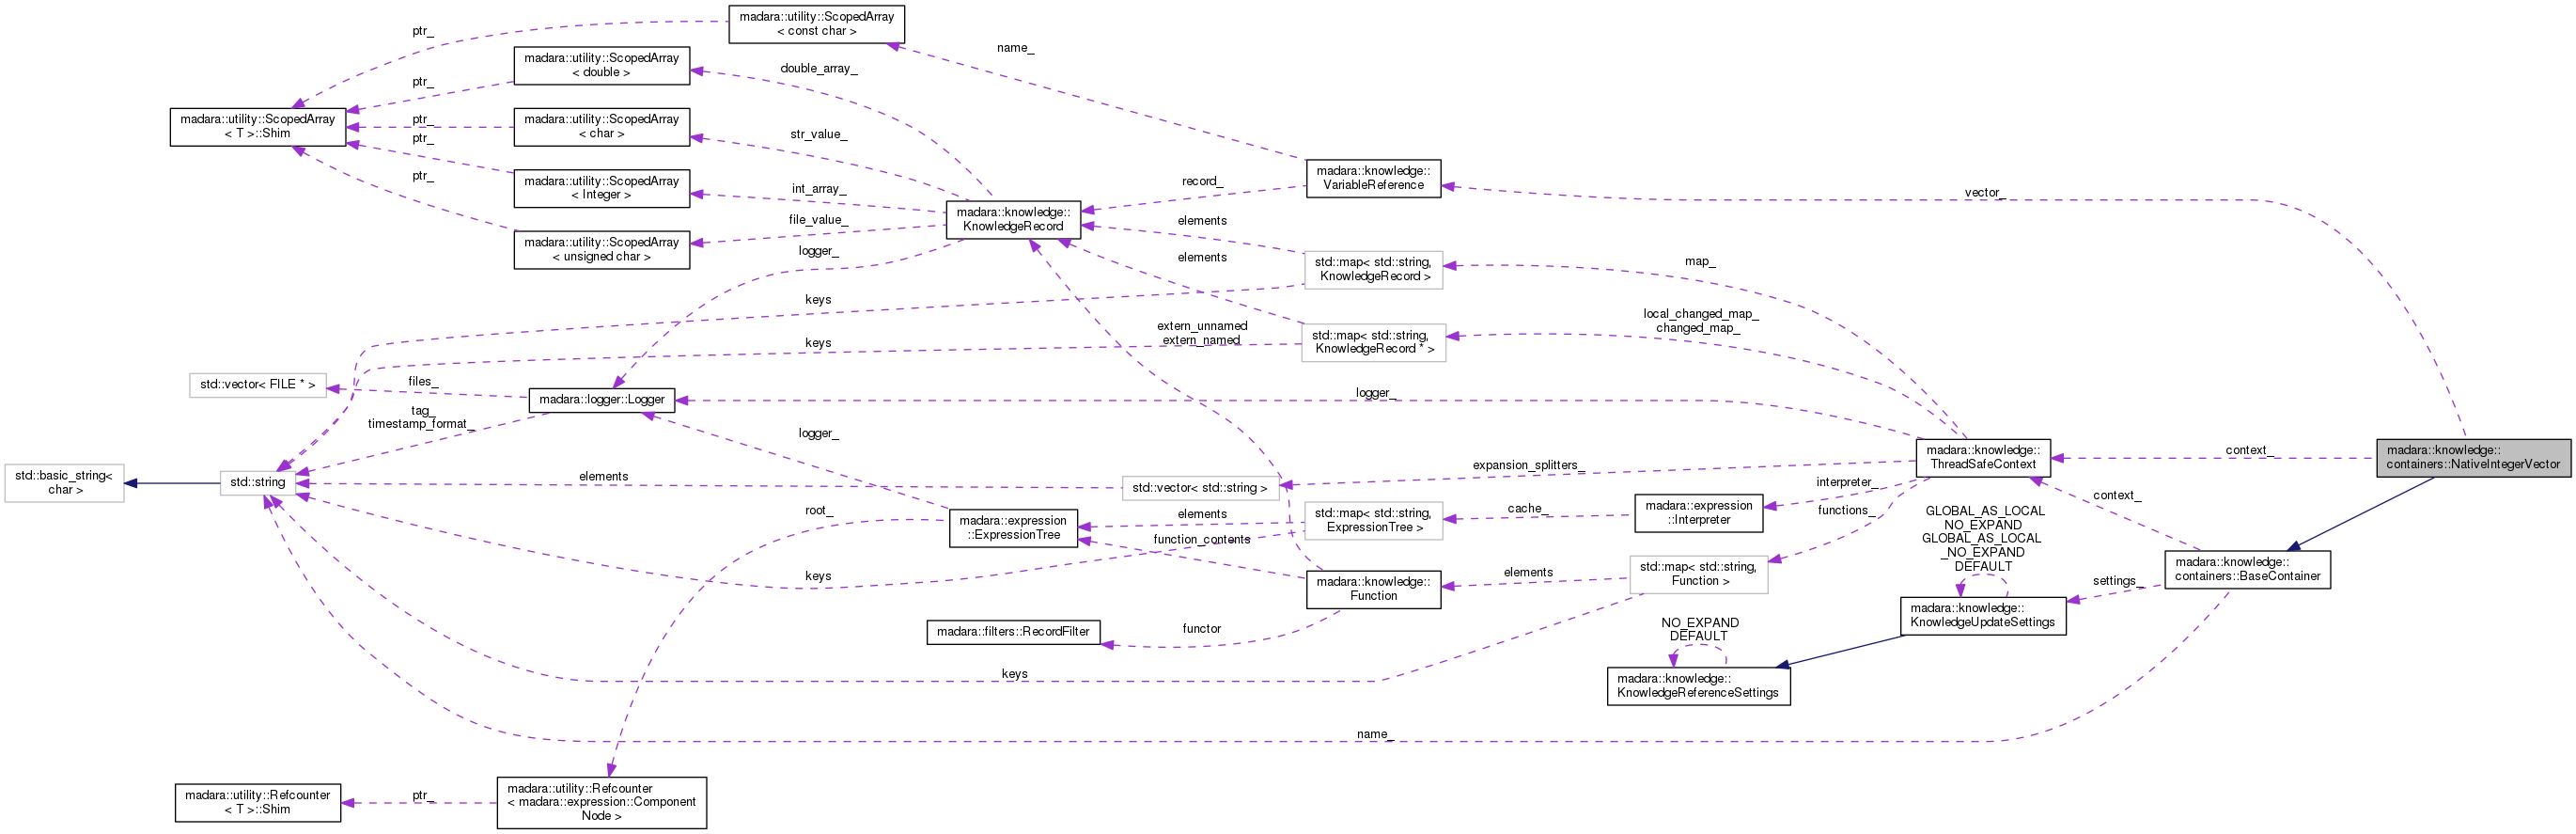 madara::utility::ScopedArray
< const char >
ptr_
name_
madara::utility::ScopedArray
< double >
double_array_
ptr_
madara::utility::ScopedArray
< T >::Shim
ptr_
madara::utility::ScopedArray
< char >
str_value_
ptr_
madara::utility::ScopedArray
< Integer >
int_array_
ptr_
madara::utility::ScopedArray
< unsigned char >
file_value_
madara::knowledge::
KnowledgeRecord
record_
madara::knowledge::
VariableReference
vector_
elements
logger_
elements
std::map< std::string,
KnowledgeRecord >
map_
keys
extern_unnamed
extern_named
keys
std::map< std::string,
KnowledgeRecord * >
local_changed_map_
changed_map_
std::vector< FILE * >
files_
madara::logger::Logger
logger_
tag_
timestamp_format_
logger_
std::basic_string<
char >
std::string
elements
std::vector< std::string >
expansion_splitters_
madara::knowledge::
ThreadSafeContext
context_
madara::knowledge::
containers::NativeIntegerVector
interpreter_
context_
root_
madara::expression
::ExpressionTree
elements
function_contents
std::map< std::string,
ExpressionTree >
cache_
madara::expression
::Interpreter
functions_
GLOBAL_AS_LOCAL
NO_EXPAND
GLOBAL_AS_LOCAL
_NO_EXPAND
DEFAULT
keys
madara::knowledge::
Function
elements
std::map< std::string,
Function >
madara::knowledge::
containers::BaseContainer
settings_
madara::knowledge::
KnowledgeUpdateSettings
madara::filters::RecordFilter
functor
NO_EXPAND
DEFAULT
keys
madara::knowledge::
KnowledgeReferenceSettings
name_
madara::utility::Refcounter
< T >::Shim
ptr_
madara::utility::Refcounter
< madara::expression::Component
Node >